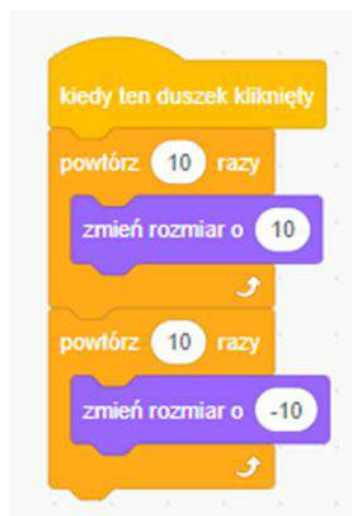 kiedy ten duszek kliknięty
powtórz 10 razy
zmień rozmiar o 10
powtórz 10 razy
zmień rozmiar o -10